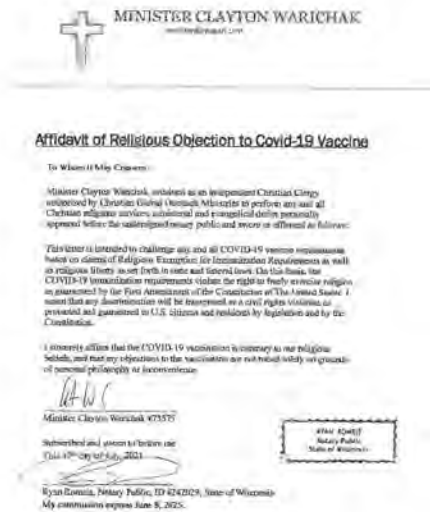 MINISTER CLAYTON WARICHAK
Affidavit of Religious Objection to Covid-19 Vaccine
To Whom It May Concern:
Minister Clayton Warichak, ordained as an independent Christian Clergy
authorized by Christian Global Outreach Ministries to perform any and all
Christian religious services, ministerial and evangelical duties personally
appeared before the undersigned notary public and swore or affirmed as follows:
This letter is intended to challenge any and all COVID-19 vaccine requirements
based on claims of Religious Exemption for Immunization Requirements as well
as religious liberty as set forth in state and federal laws. On this basis, the
COVID-19 immunization requirements violate the right to freely exercise religion
as guaranteed by the First Amendment of the Constitution of The United States. I
assert that any discrimination will be interpreted as a civil rights violation as
protected and guaranteed to U.S. citizens and residents by legislation and by the
Constitution.
I sincerely affirm that the COVID-19 vaccination is contrary to our religious
beliefs, and that my objections to the vaccination are not based solely on grounds
of personal philosophy or inconvenience.
Minister Clayton Warichak #75575
Subscribed and sworn to before me
This day of July, 2021
Notary Public
State of Wisconsin
Ryan Notary Public, ID #242029, State of Wisconsin
My commission expires June 8, 2025.